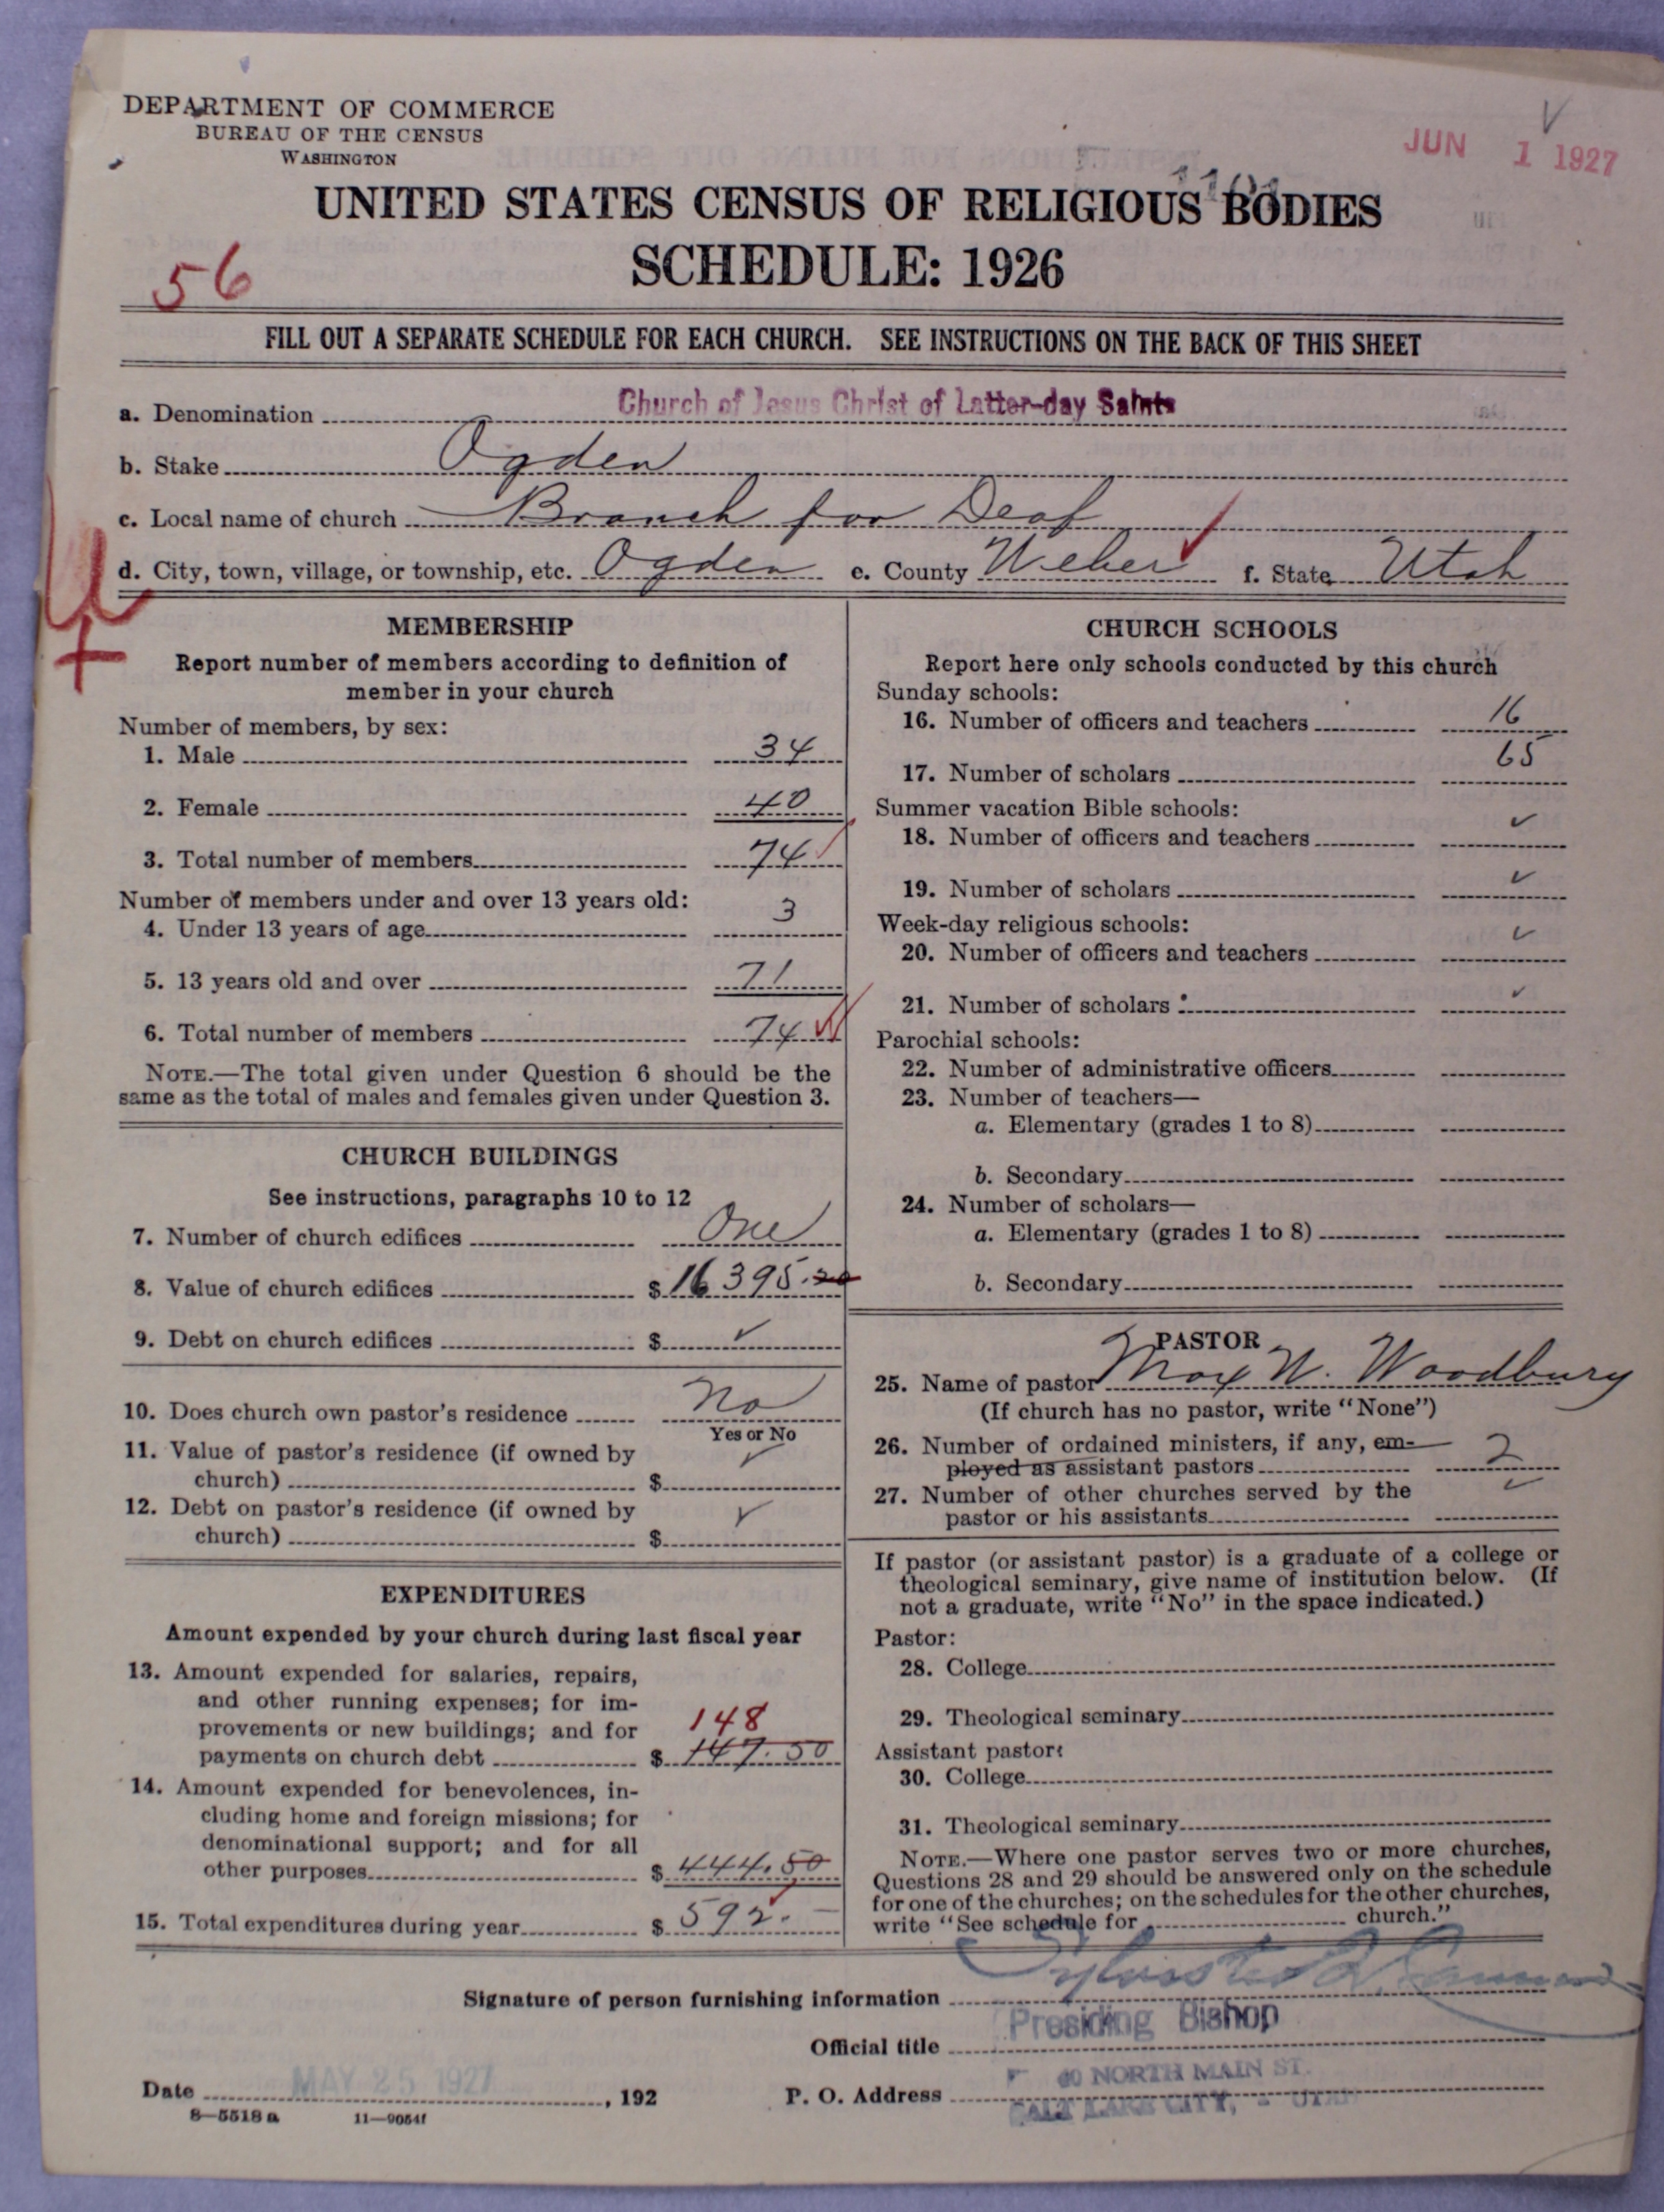 DEPARTMENT OF COMMERCE
BUREAU OF THE CENSUS
WASHINGTON
JUN 1 1927
UNITED STATES CENSUS OF RELIGIOUS BODIES
SCHEDULE: 1926
56
FILL OUT A SEPARATE SCHEDULE FOR EACH CHURCH. SEE INSTRUCTIONS ON THE BACK OF THIS SHEET
a. Denomination Church of Jesus Christ of Latter-day Saints
b. Stake Ogden
c. Local name of church Branch for Deaf
d. City, town, village, or township, etc. Ogden e. County Weber f. State Utah
MEMBERSHIP
Report number of members according to definition of
member in your church
Number of members, by sex:
1. Male 34
2. Female 40
3. Total number of members 74
Number of members under and over 13 years old:
4. Under 13 years of age 3
5. 13 years old and over 71
6. Total number of members 74
NOTE.—The total given under Question 6 should be the
same as the total of males and females given under Question 3.
CHURCH BUILDINGS
See instructions, paragraphs 10 to 12
7. Number of church edifices One
8. Value of church edifices $16395.20
9. Debt on church edifices $ ✓
10. Does church own pastor's residence No
Yes or No
11. Value of pastor's residence (if owned by
church) $ ✓
12. Debt on pastor's residence (if owned by
church) $ ✓
EXPENDITURES
Amount expended by your church during last fiscal year
13. Amount expended for salaries, repairs,
and other running expenses; for im-
provements or new buildings; and for
148
payments on church debt $ 147.50
14. Amount expended for benevolences, in-
cluding home and foreign missions; for
denominational support; and for all
other purposes $ 444.50
15. Total expenditures during year $ 592.—
CHURCH SCHOOLS
Report here only schools conducted by this church
Sunday schools:
16. Number of officers and teachers 16
17. Number of scholars 65
Summer vacation Bible schools:
18. Number of officers and teachers ✓
19. Number of scholars ✓
Week-day religious schools:
20. Number of officers and teachers ✓
21. Number of scholars ✓
Parochial schools:
22. Number of administrative officers
23. Number of teachers—
a. Elementary (grades 1 to 8)
b. Secondary
24. Number of scholars—
a. Elementary (grades 1 to 8)
b. Secondary
PASTOR
25. Name of pastor Max W. Woodbury
(If church has no pastor, write "None")
26. Number of ordained ministers, if any, em-
ployed as assistant pastors 2
27. Number of other churches served by the
pastor or his assistants ✓
If pastor (or assistant pastor) is a graduate of a college or
theological seminary, give name of institution below. (If
not a graduate, write "No" in the space indicated.)
Pastor:
28. College
29. Theological seminary
Assistant pastor:
30. College
31. Theological seminary
NOTE.—Where one pastor serves two or more churches,
Questions 28 and 29 should be answered only on the schedule
for one of the churches; on the schedules for the other churches,
write "See schedule for church."
Signature of person furnishing information Sylvester Q. Cannon
Official title Presiding Bishop
Date MAY 25 1927, 192 P. O. Address 40 NORTH MAIN ST.
SALT LAKE CITY, - UTAH
8—5518 a 11—9054f